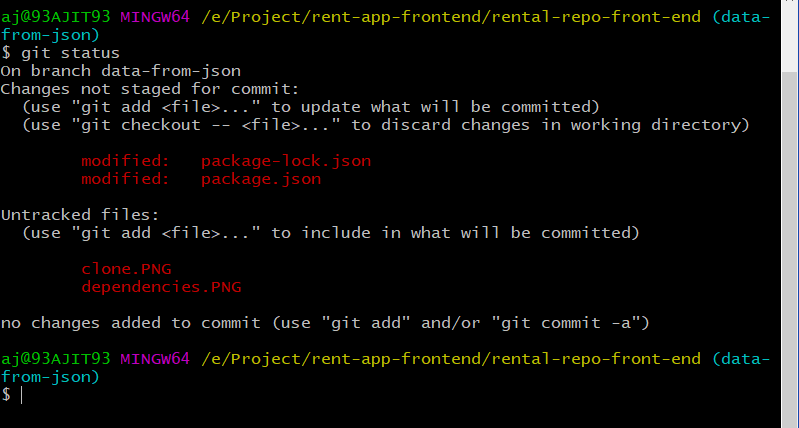 aj@93AJIT93 MINGW64 /e/Project/rent-app-frontend/rental-repo-front-end (data-
from-json)
$ git status
On branch data-from-json
Changes not staged for commit:
  (use "git add <file>..." to update what will be committed)
  (use "git checkout -- <file>..." to discard changes in working directory)
        modified:   package-lock.json
        modified:   package.json
Untracked files:
  (use "git add <file>..." to include in what will be committed)
        clone.PNG
        dependencies.PNG
no changes added to commit (use "git add" and/or "git commit -a")
aj@93AJIT93 MINGW64 /e/Project/rent-app-frontend/rental-repo-front-end (data-
from-json)
$